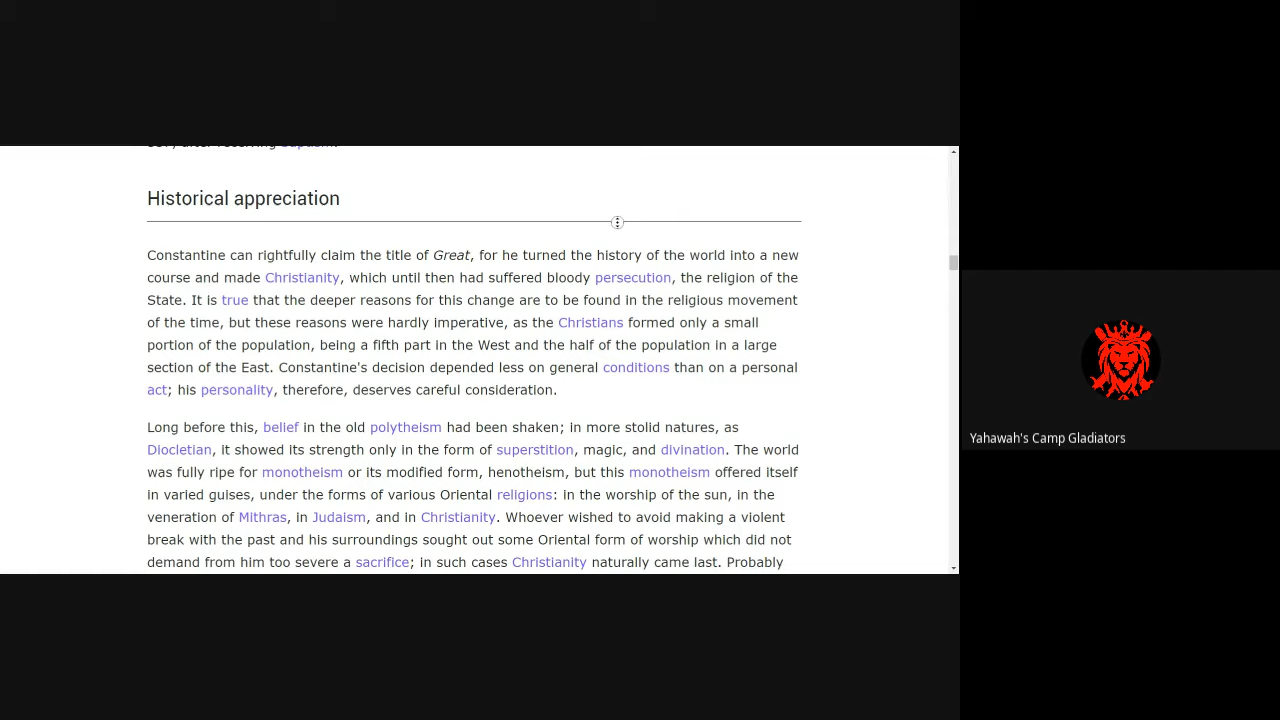 Historical appreciation
Constantine can rightfully claim the title of Great, for he turned the history of the world into a new
course and made Christianity, which until then had suffered bloody persecution, the religion of the
State. It is true that the deeper reasons for this change are to be found in the religious movement
of the time, but these reasons were hardly imperative, as the Christians formed only a small
portion of the population, being a fifth part in the West and the half of the population in a large
section of the East. Constantine's decision depended less on general conditions than on a personal
act; his personality, therefore, deserves careful consideration.
Long before this, belief in the old polytheism had been shaken; in more stolid natures, as
Diocletian, it showed its strength only in the form of superstition, magic, and divination. The world
was fully ripe for monotheism or its modified form, henotheism, but this monotheism offered itself
in varied guises, under the forms of various Oriental religions: in the worship of the sun, in the
veneration of Mithras, in Judaism, and in Christianity. Whoever wished to avoid making a violent
break with the past and his surroundings sought out some Oriental form of worship which did not
demand from him too severe a sacrifice; in such cases Christianity naturally came last. Probably
Yahawah's Camp Gladiators